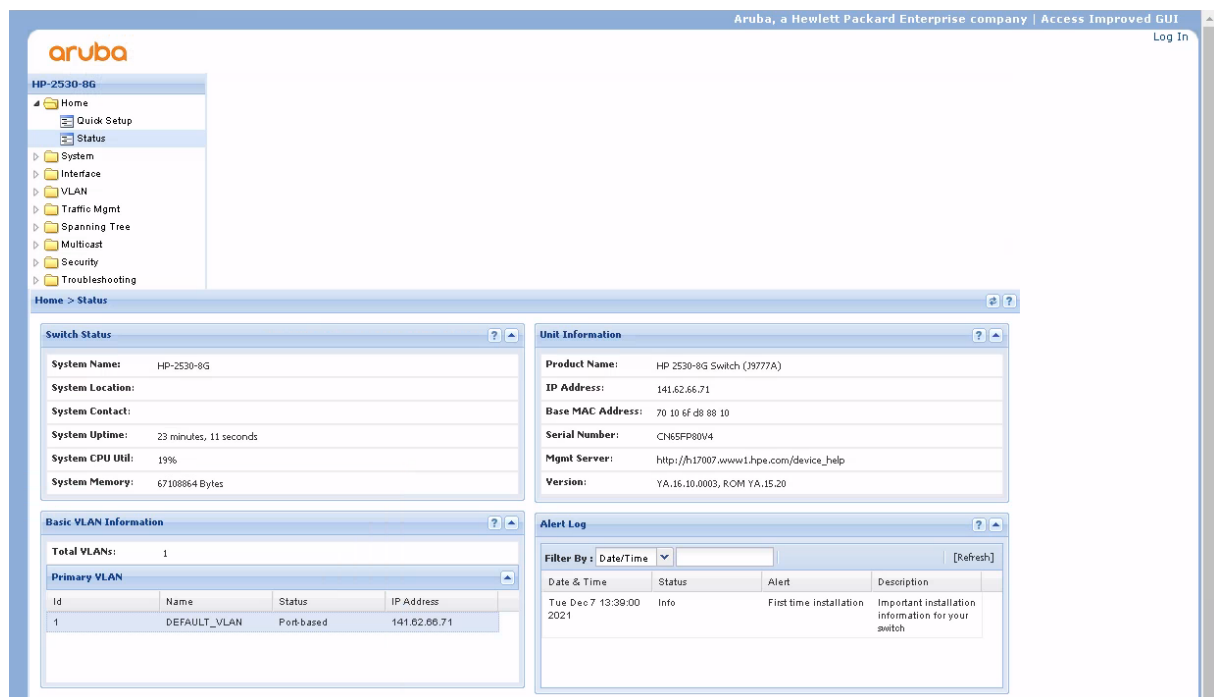 Aruba, a Hewlett Packard Enterprise company | Access Improved GUI
Log In
aruba
HP-2530-8G
Home
Quick Setup
Status
System
Interface
VLAN
Traffic Mgmt
Spanning Tree
Multicast
Security
Troubleshooting
Home > Status
?
Switch Status ?
System Name: HP-2530-8G
System Location:
System Contact:
System Uptime: 23 minutes, 11 seconds
System CPU Util: 19%
System Memory: 67108864 Bytes
Unit Information ?
Product Name: HP 2530-8G Switch (J9777A)
IP Address: 141.62.66.71
Base MAC Address: 70 10 6f d8 88 10
Serial Number: CN65FP80V4
Mgmt Server: http://h17007.www1.hpe.com/device_help
Version: YA.16.10.0003, ROM YA.15.20
Basic VLAN Information ?
Total VLANs: 1
Primary VLAN
Id Name Status IP Address
1 DEFAULT_VLAN Port-based 141.62.66.71
Alert Log ?
Filter By : Date/Time [Refresh]
Date & Time Status Alert Description
Tue Dec 7 13:39:00 2021 Info First time installation Important installation
information for your
switch